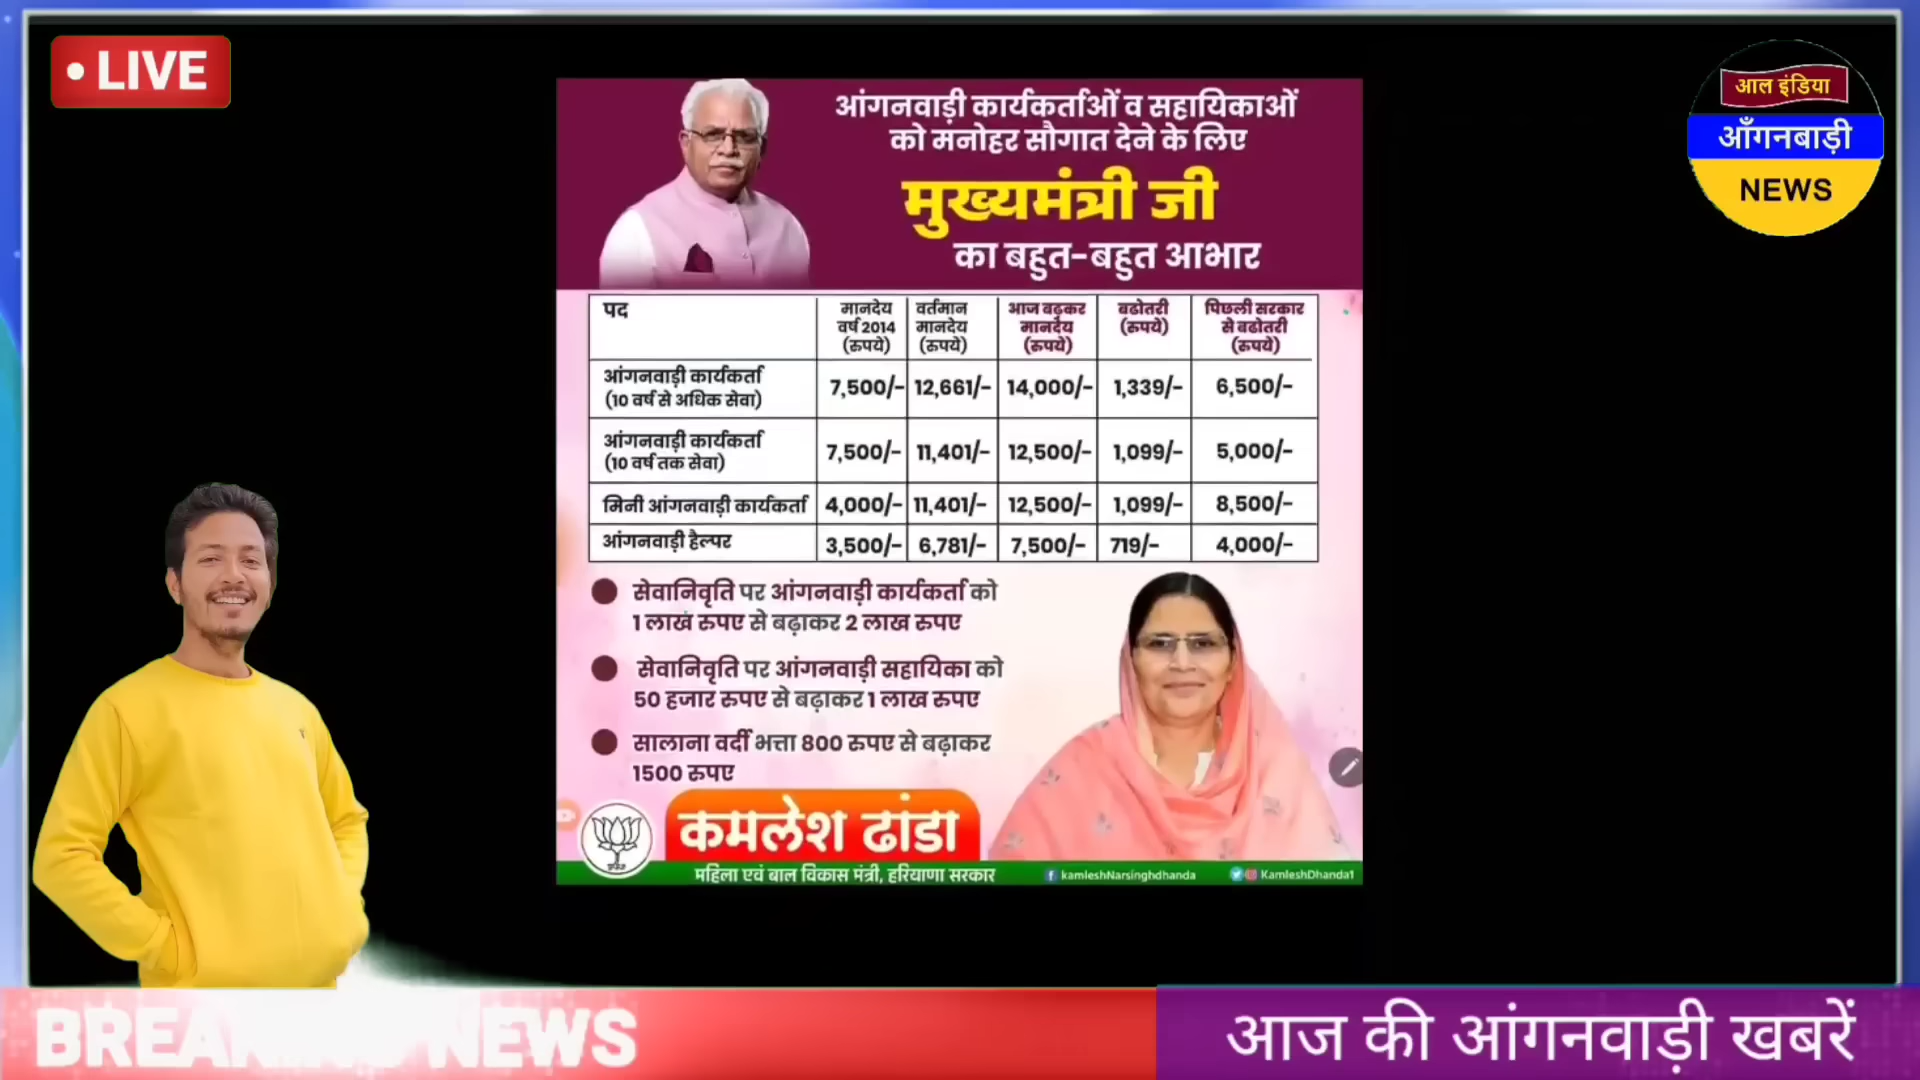 LIVE
आल इंडिया
आँगनबाड़ी
NEWS
आंगनवाड़ी कार्यकर्ताओं व सहायिकाओं
को मनोहर सौगात देने के लिए
मुख्यमंत्री जी
का बहुत-बहुत आभार
पद मानदेय वर्ष 2014 (रुपये) वर्तमान मानदेय (रुपये) आज बढ़कर मानदेय (रुपये) बढोतरी (रुपये) पिछली सरकार से बढोतरी (रुपये)
आंगनवाड़ी कार्यकर्ता (10 वर्ष से अधिक सेवा) 7,500/- 12,661/- 14,000/- 1,339/- 6,500/-
आंगनवाड़ी कार्यकर्ता (10 वर्ष तक सेवा) 7,500/- 11,401/- 12,500/- 1,099/- 5,000/-
मिनी आंगनवाड़ी कार्यकर्ता 4,000/- 11,401/- 12,500/- 1,099/- 8,500/-
आंगनवाड़ी हैल्पर 3,500/- 6,781/- 7,500/- 719/- 4,000/-
सेवानिवृति पर आंगनवाड़ी कार्यकर्ता को
1 लाख रुपए से बढ़ाकर 2 लाख रुपए
सेवानिवृति पर आंगनवाड़ी सहायिका को
50 हजार रुपए से बढ़ाकर 1 लाख रुपए
सालाना वर्दी भत्ता 800 रुपए से बढ़ाकर
1500 रुपए
कमलेश ढांडा
महिला एवं बाल विकास मंत्री, हरियाणा सरकार
kamleshNarsinghdhanda
KamleshDhanda1
BREAKING NEWS
आज की आंगनवाड़ी खबरें